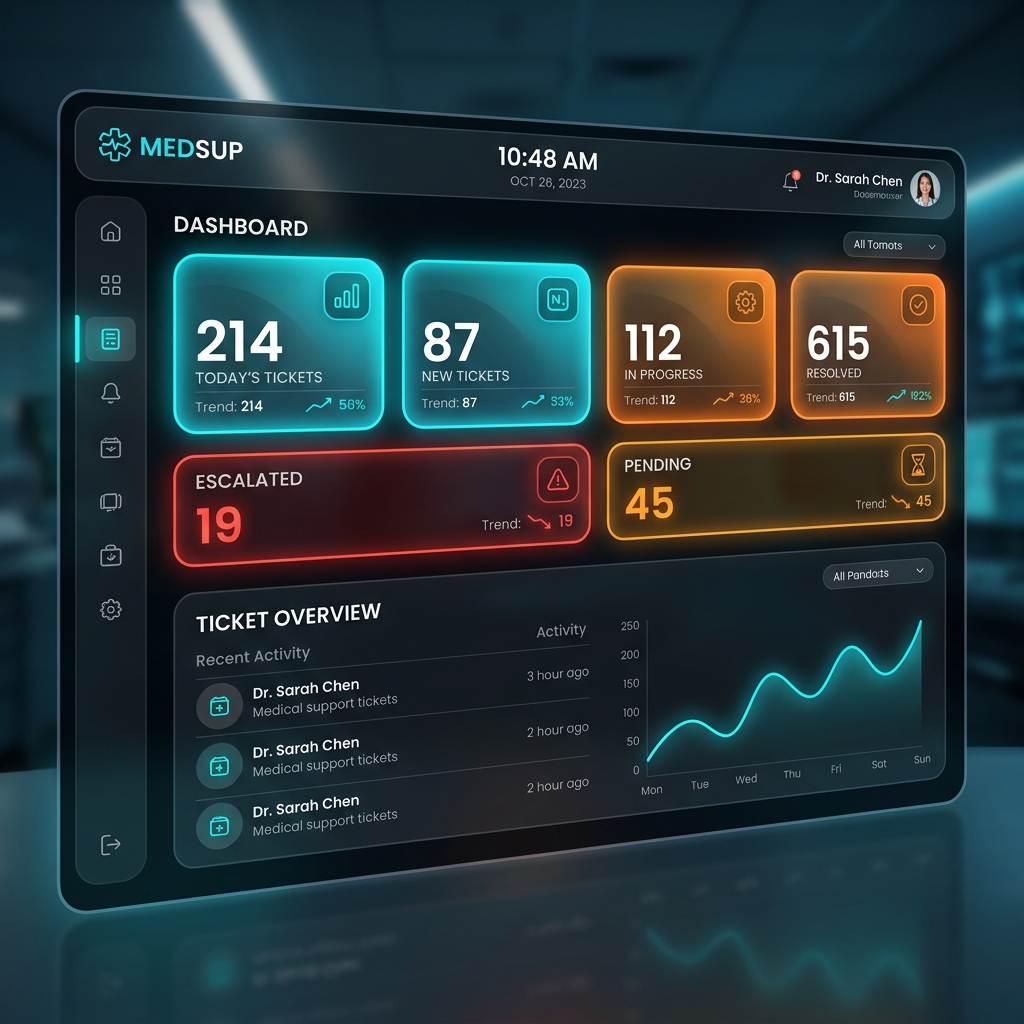 MEDSUP
10:48 AM
OCT 26, 2023
Dr. Sarah Chen
DASHBOARD
All Tomots
N.
214
TODAY'S TICKETS
Trend: 214
56%
87
NEW TICKETS
Trend: 87
93%
112
IN PROGRESS
Trend: 112
26%
615
RESOLVED
Trend: 615
ESCALATED
19
Trend: 19
PENDING
45
Trend: 45
TICKET OVERVIEW
Recent Activity
Activity
Dr. Sarah Chen
Medical support tickets
3 hour ago
Dr. Sarah Chen
Medical support tickets
2 hour ago
Dr. Sarah Chen
Medical support tickets
2 hour ago
All Pandaits
250
200
150
100
50
0
Mon Tue Wed Thu Fri Sat Sun